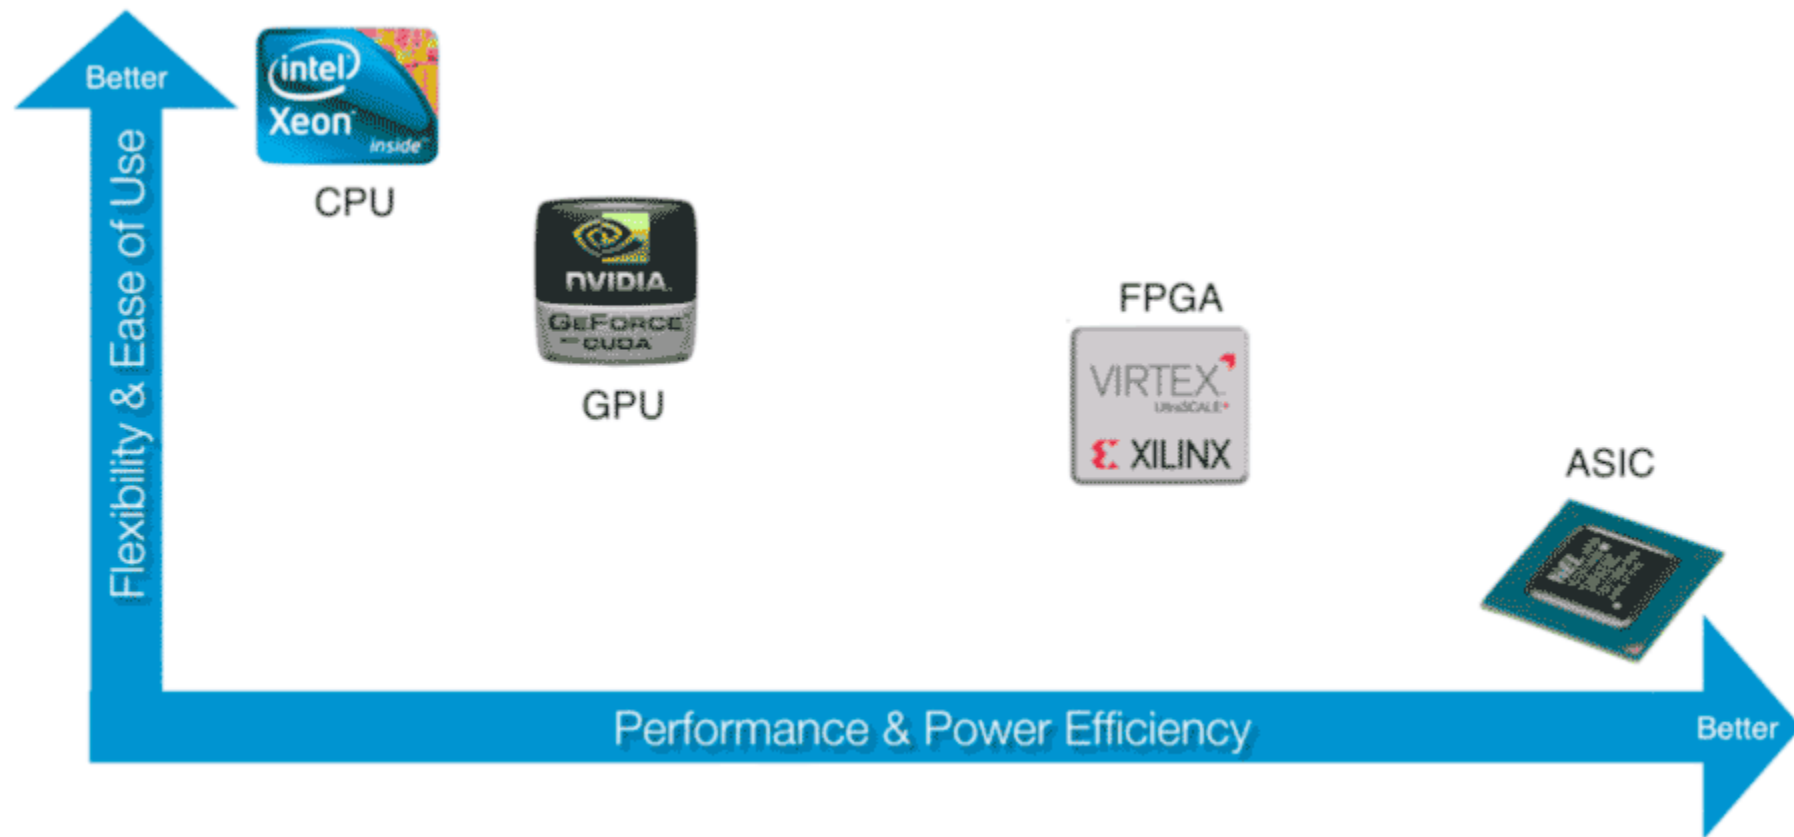 Better
Flexibility & Ease of Use
intel
Xeon
inside
CPU
NVIDIA
GEFORCE
CUDA
GPU
FPGA
VIRTEX
UltraSCALE+
XILINX
ASIC
Performance & Power Efficiency
Better